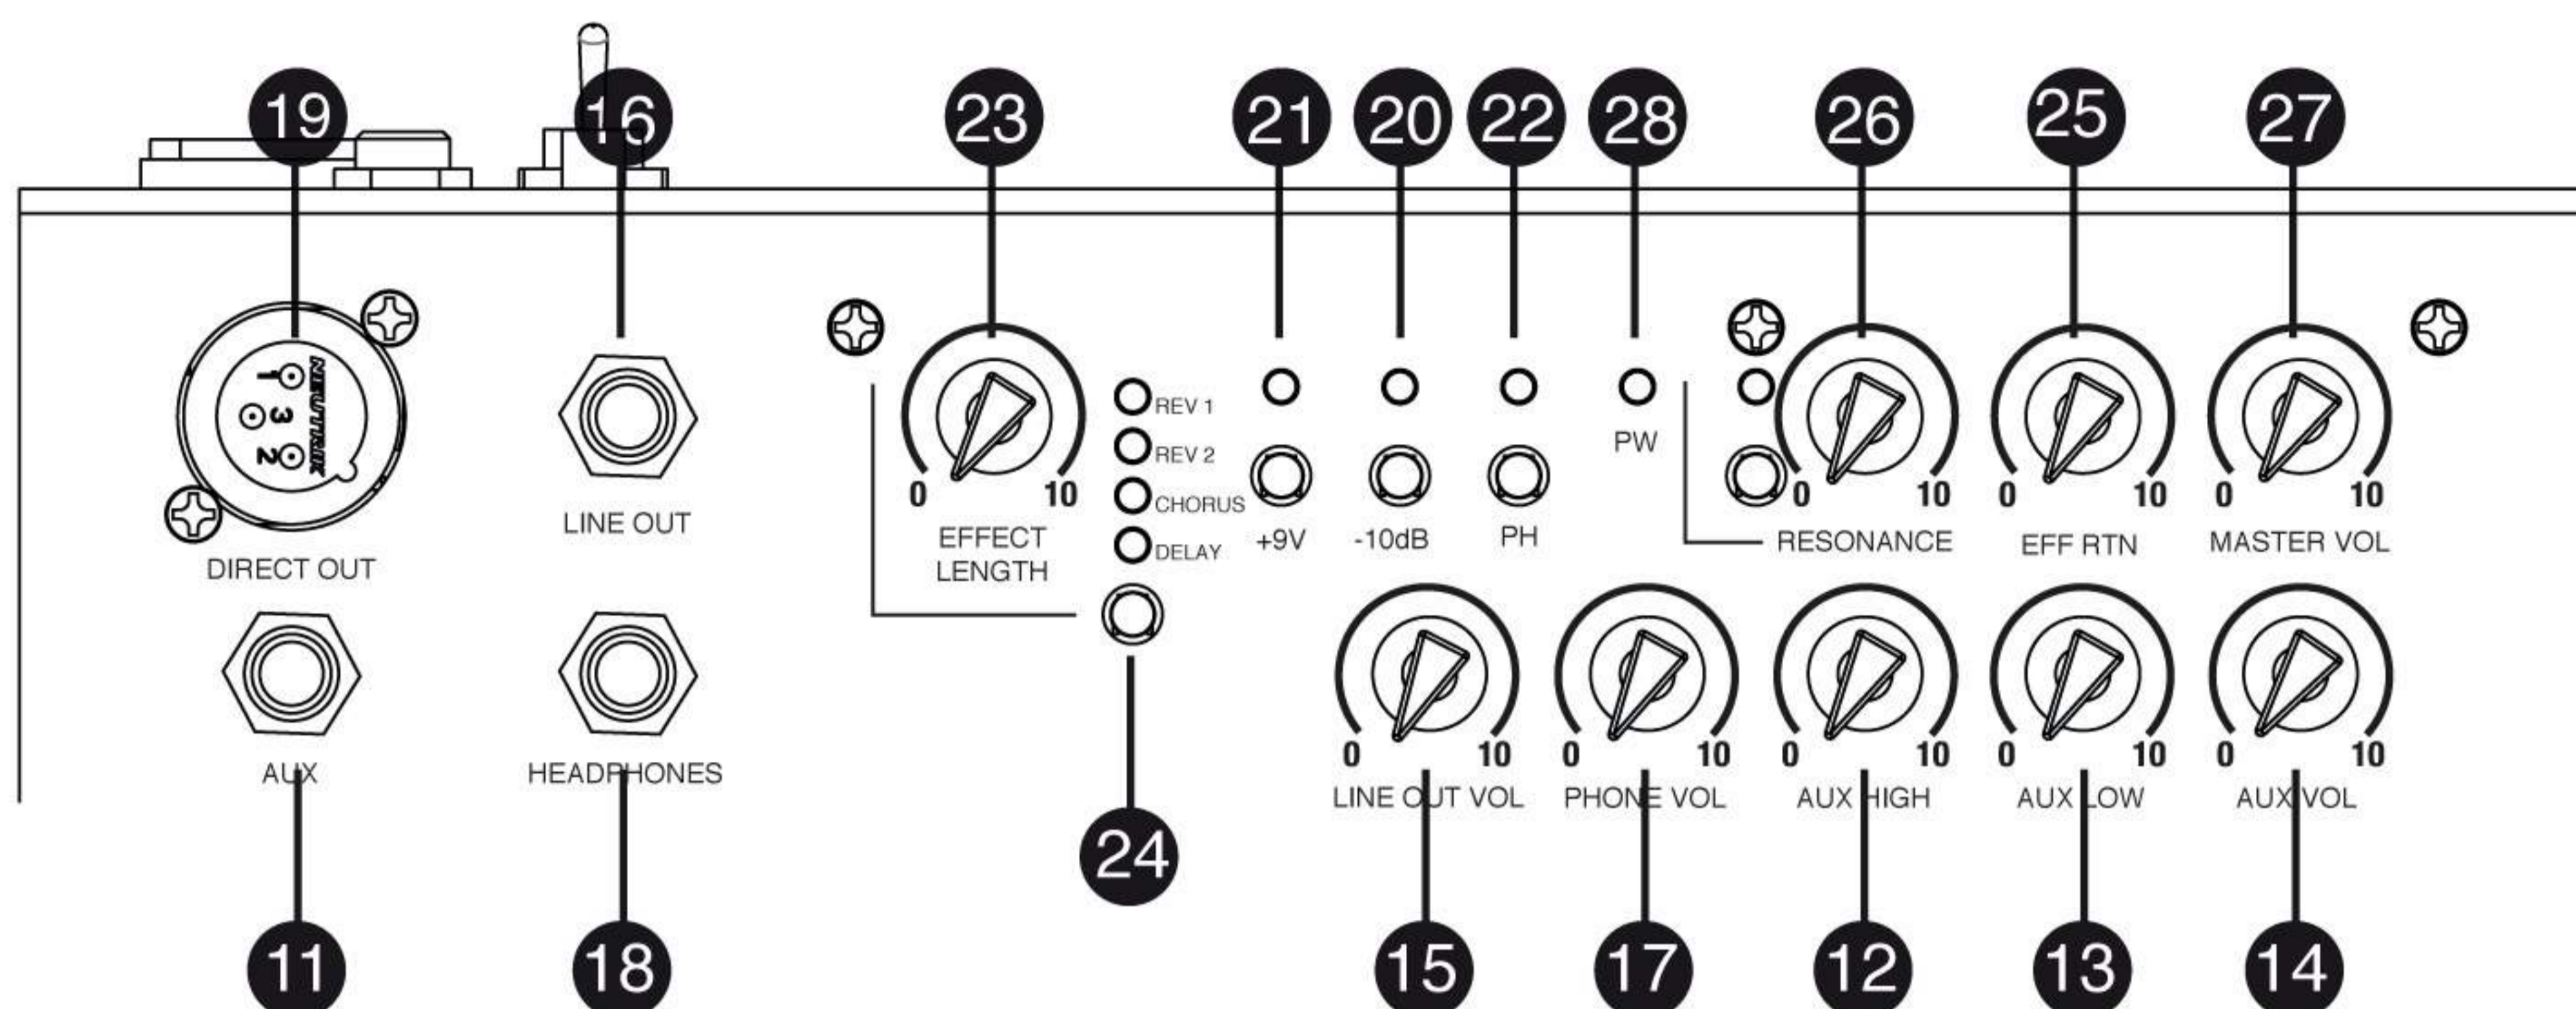 19 16 23 21 20 22 28 26 25 27
1
3
2
NEUTRIK
REV 1
REV 2
CHORUS
DELAY
PW
0 10 0 10 0 10 0 10
LINE OUT
EFFECT
LENGTH
+9V -10dB PH
RESONANCE EFF RTN MASTER VOL
DIRECT OUT
0 10 0 10 0 10 0 10 0 10
AUX HEADPHONES
LINE OUT VOL PHONE VOL AUX HIGH AUX LOW AUX VOL
24
11 18 15 17 12 13 14